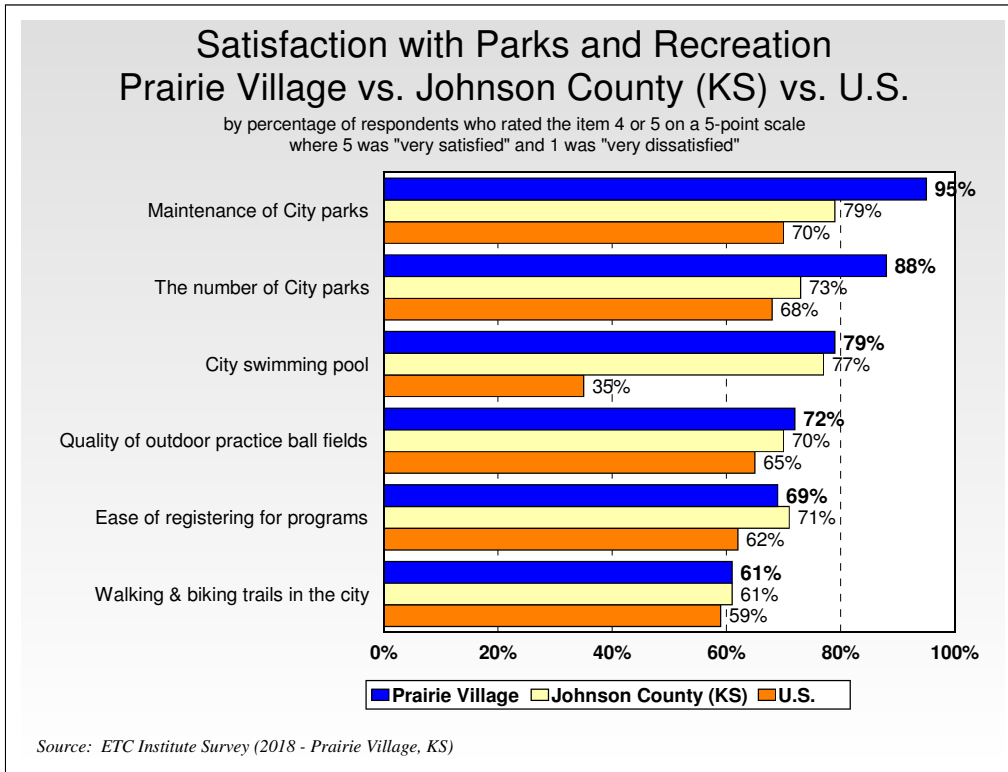 Satisfaction with Parks and Recreation
Prairie Village vs. Johnson County (KS) vs. U.S.
by percentage of respondents who rated the item 4 or 5 on a 5-point scale
where 5 was "very satisfied" and 1 was "very dissatisfied"
Maintenance of City parks
95%
79%
70%
The number of City parks
88%
73%
68%
City swimming pool
79%
77%
35%
Quality of outdoor practice ball fields
72%
70%
65%
Ease of registering for programs
69%
71%
62%
Walking & biking trails in the city
61%
61%
59%
0% 20% 40% 60% 80% 100%
Prairie Village Johnson County (KS) U.S.
Source: ETC Institute Survey (2018 - Prairie Village, KS)